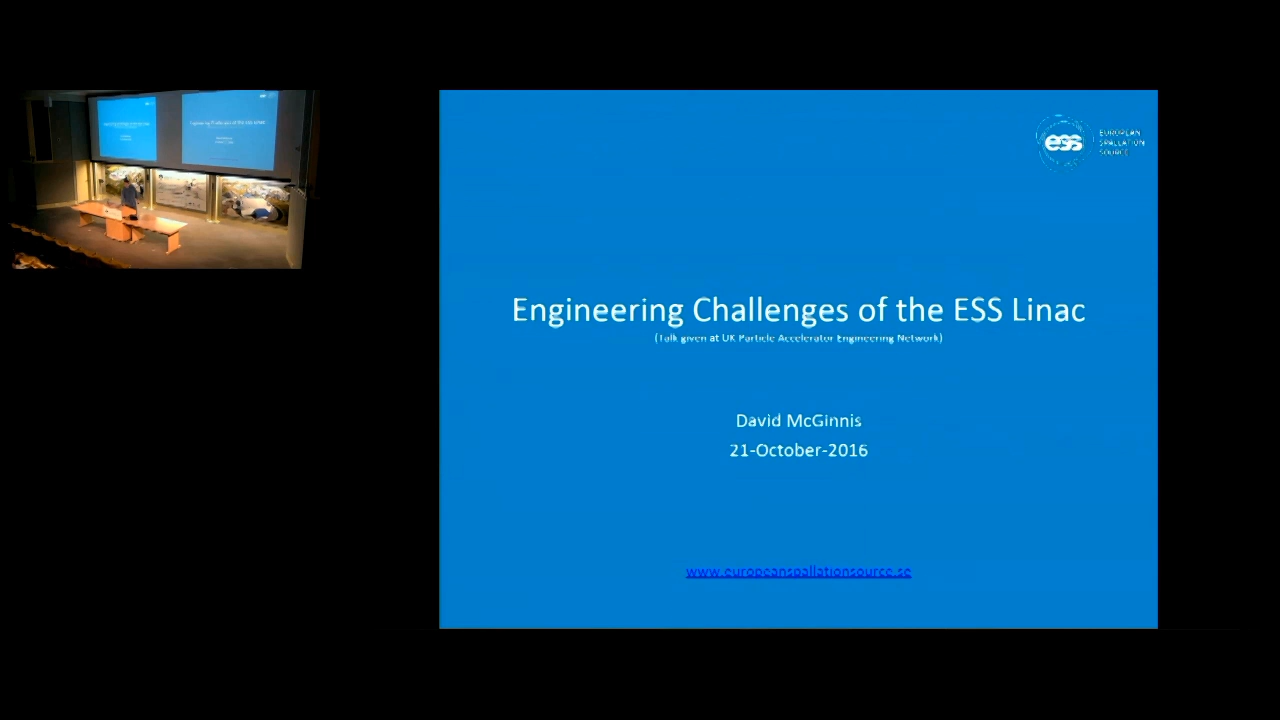 ess
EUROPEAN
SPALLATION
SOURCE
Engineering Challenges of the ESS Linac
(Talk given at UK Particle Accelerator Engineering Network)
David McGinnis
21-October-2016
www.europeanspallationsource.se